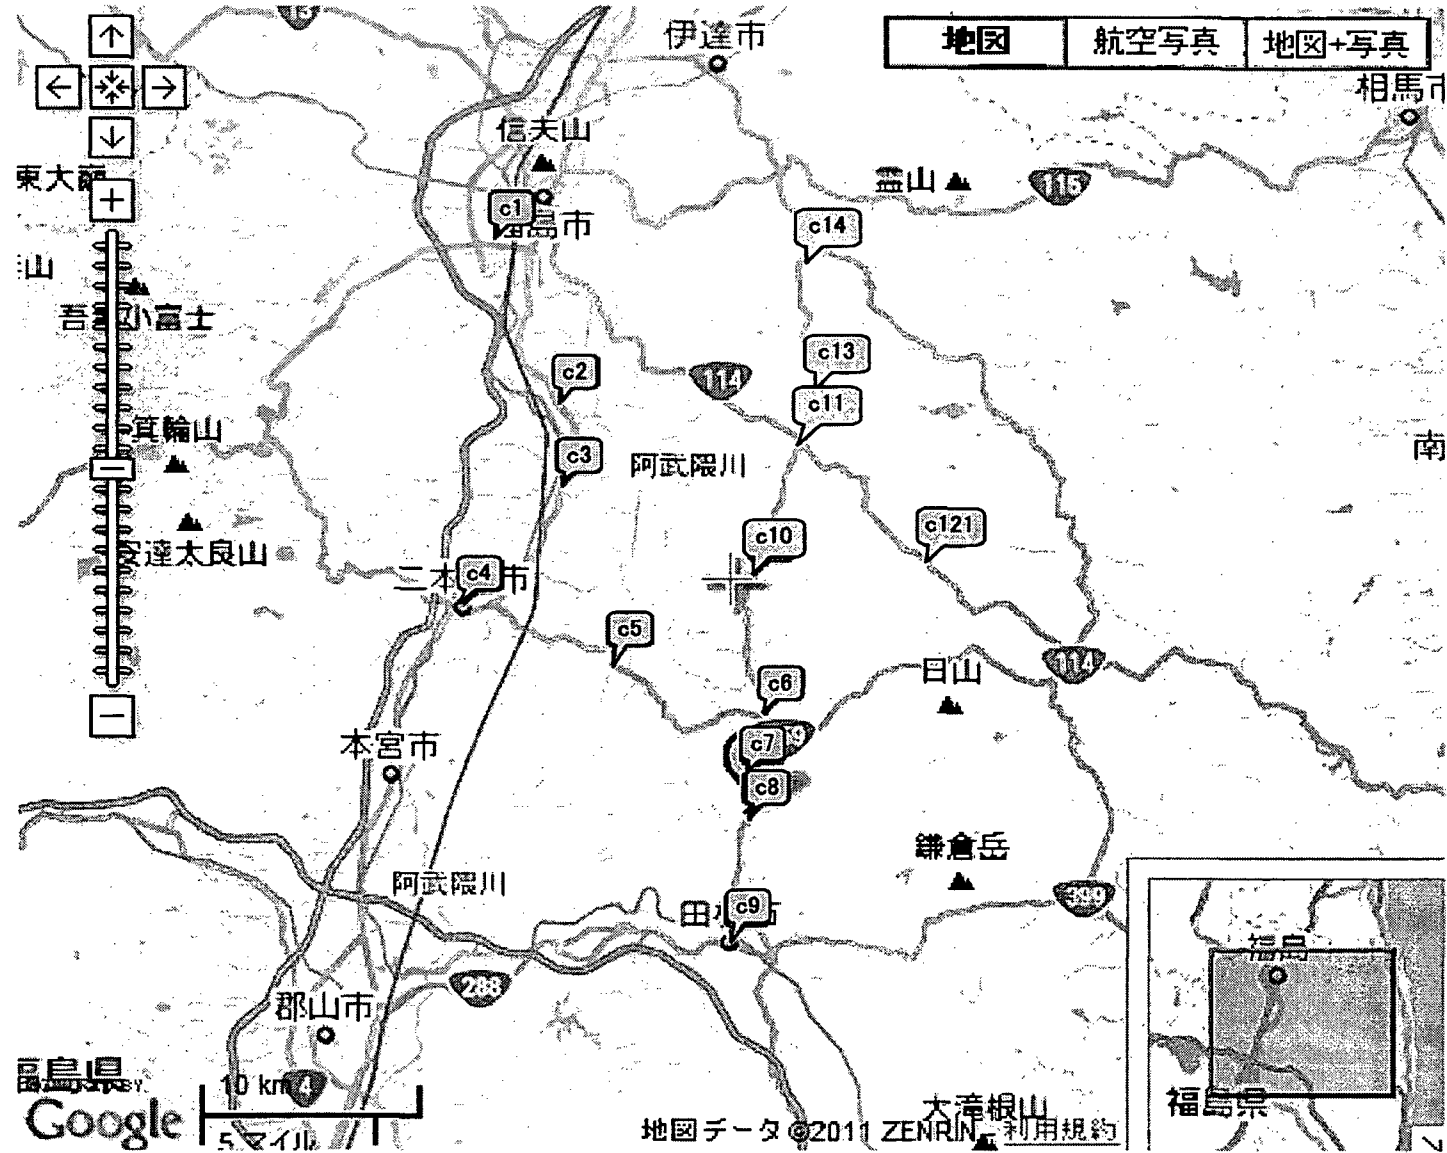 伊達市
地図
航空写真
地図+写真
相馬市
信夫山
東大巓
霊山
115
c1
島市
c14
山
吾妻小富士
c13
c2
114
c11
箕輪山
c3
阿武隈川
南
安達太良山
c10
c121
二本
c4
市
c5
日山
114
c6
本宮市
c7
c8
鎌倉岳
阿武隈川
399
田
c9
288
福島
郡山市
福島県
10 km
4
Google
5 マイル
大滝根山
福島県
地図データ ©2011 ZENRIN - 利用規約